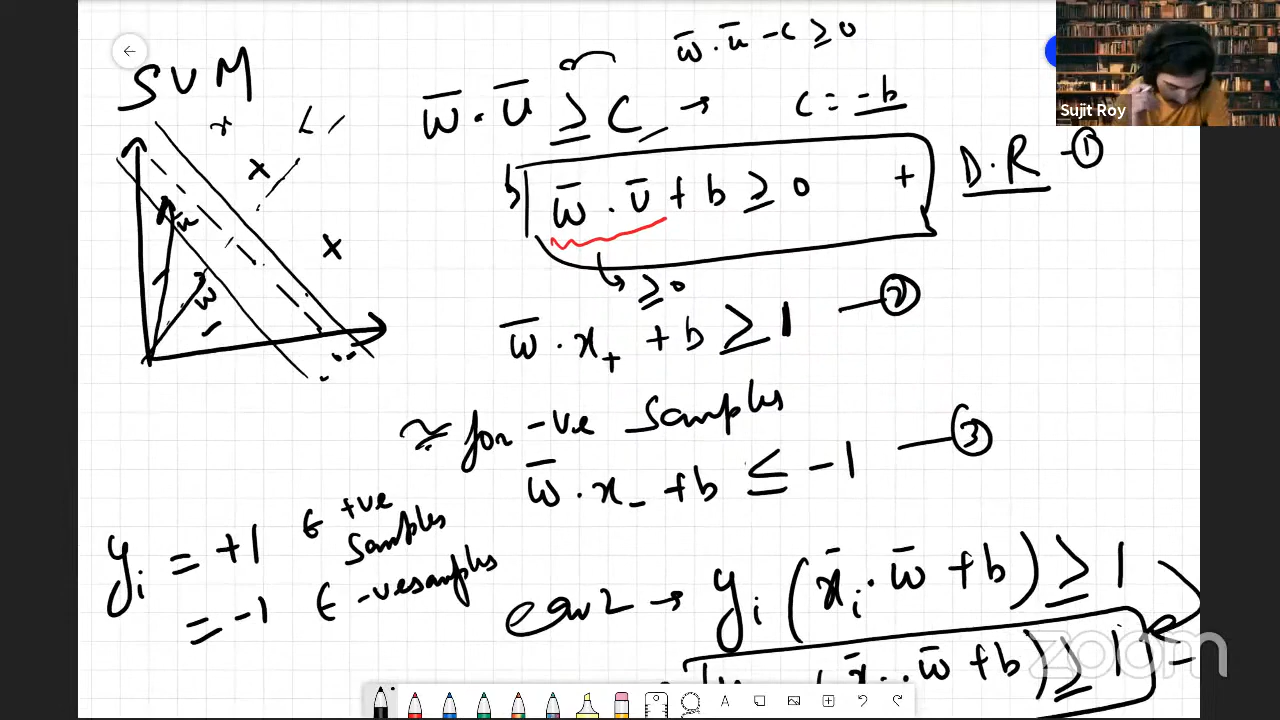 SVM
w̄ . ū - c ≥ 0
w̄ . ū ≥ c, → c = -b
w̄ . ū + b ≥ 0 + D.R - ①
↳ ≥ 0
w̄ . x₊ + b ≥ 1 — ②
≅ for -ve samples
w̄ . x₋ + b ≤ -1 — ③
yᵢ = +1 ∈ +ve samples
= -1 ∈ -ve samples
u
w
eqn 2 → yᵢ (x̄ᵢ . w̄ + b) ≥ 1
w̄ + b) ≥ 1
Sujit Roy
zoom